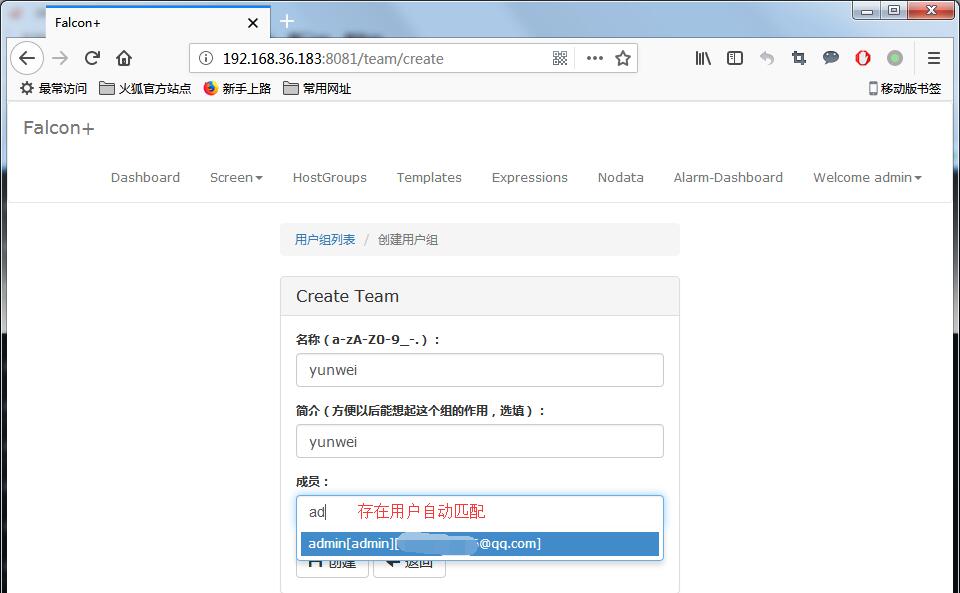 Falcon+
192.168.36.183:8081/team/create
最常访问 火狐官方站点 新手上路 常用网址 移动版书签
Falcon+
Dashboard Screen HostGroups Templates Expressions Nodata Alarm-Dashboard Welcome admin
用户组列表 / 创建用户组
Create Team
名称（a-zA-Z0-9_-.）：
yunwei
简介（方便以后能想起这个组的作用，选填）：
yunwei
成员：
ad 存在用户自动匹配
admin[admin][ @qq.com]
创建 返回